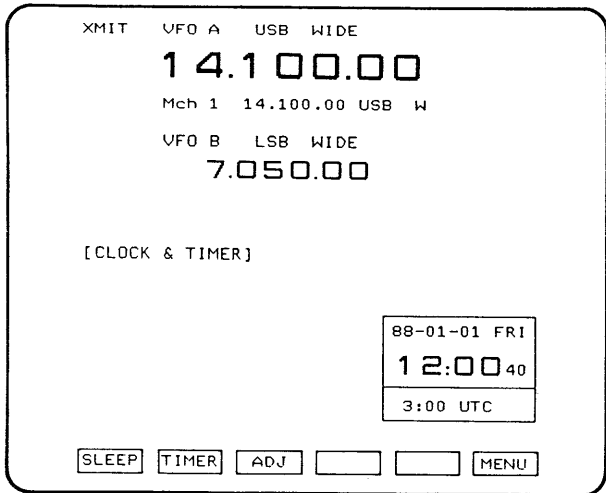 XMIT VFO A USB WIDE
14.100.00
Mch 1 14.100.00 USB W
VFO B LSB WIDE
7.050.00
[CLOCK & TIMER]
88-01-01 FRI
12:00 40
3:00 UTC
SLEEP TIMER ADJ MENU